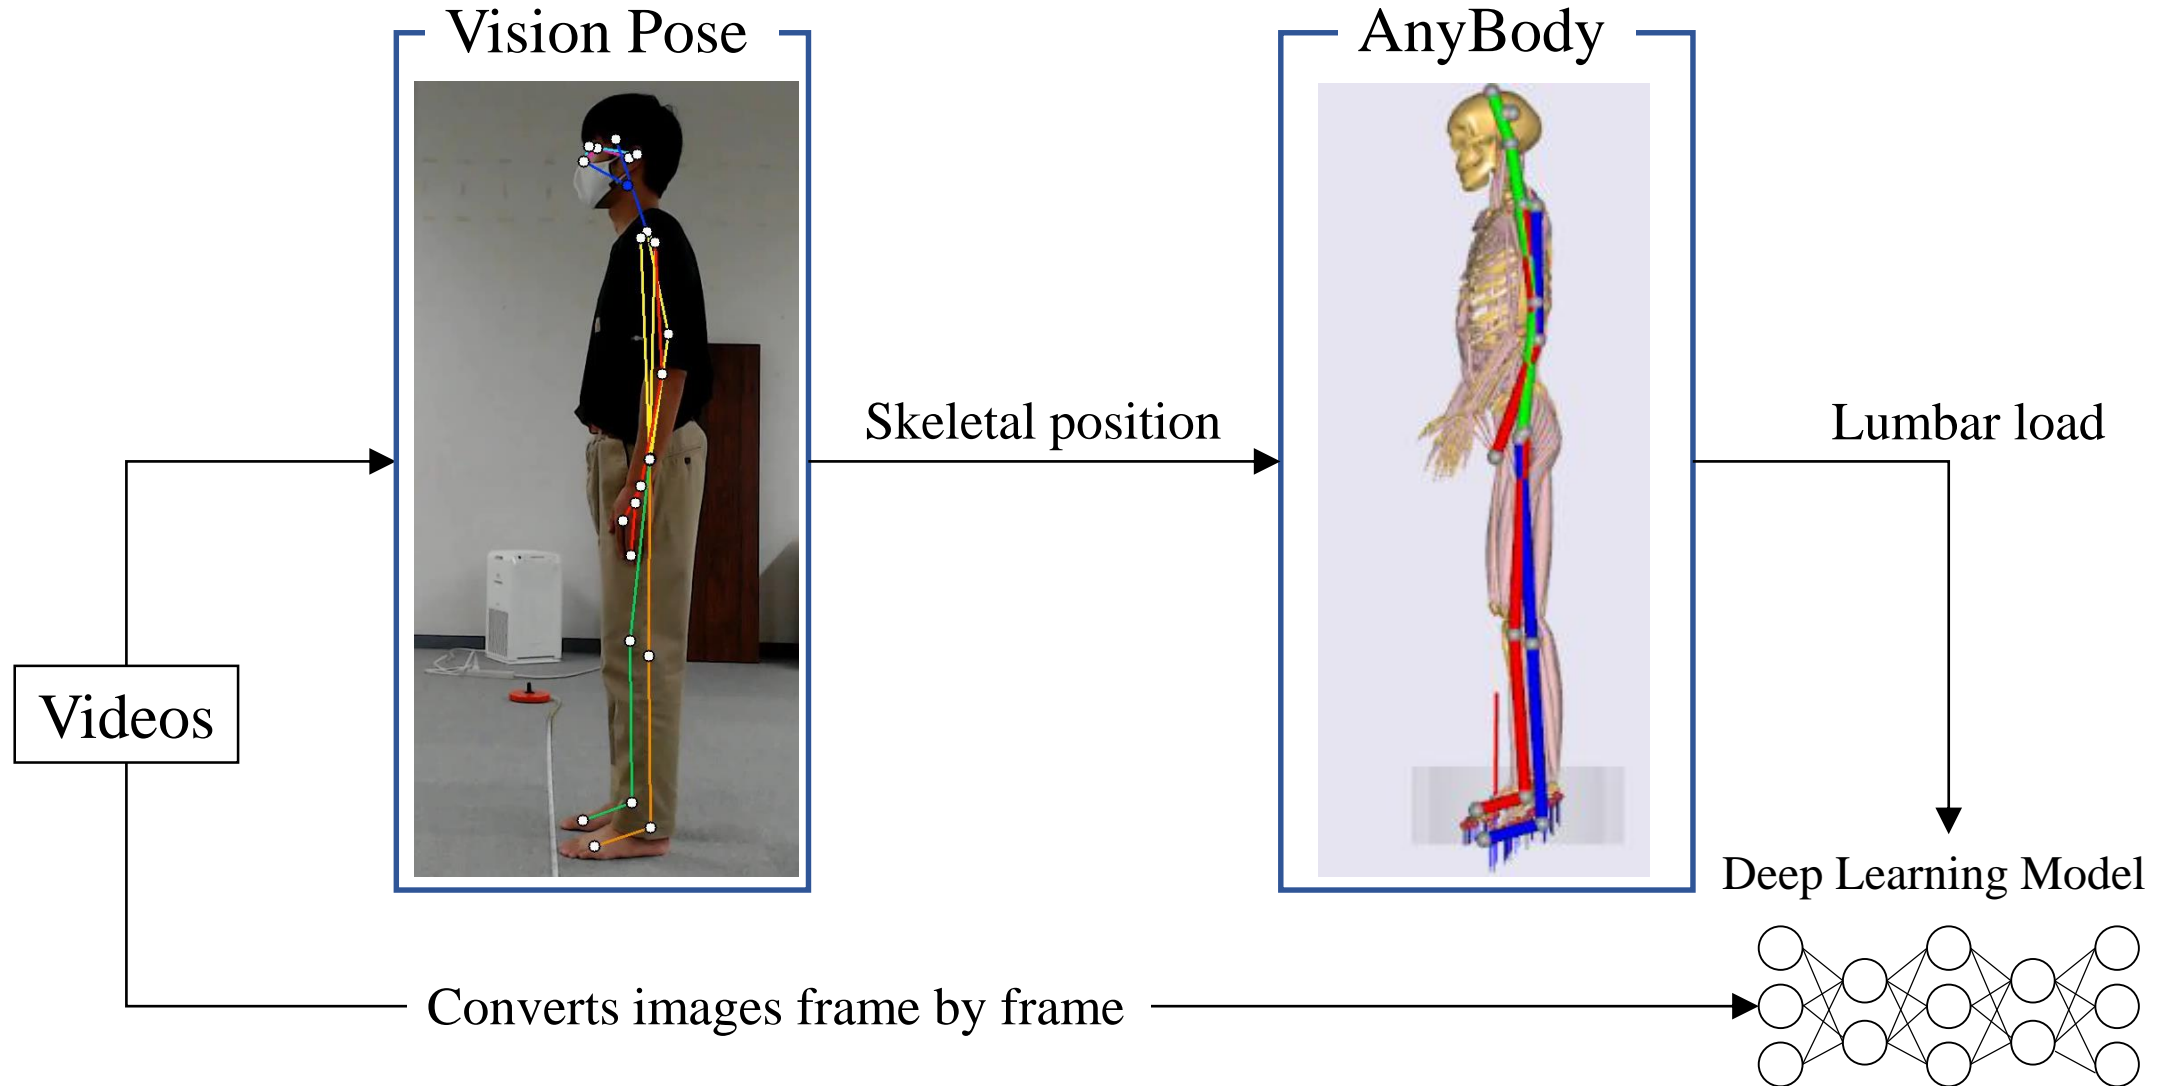 Vision Pose
AnyBody
Skeletal position
Lumbar load
Videos
Deep Learning Model
Converts images frame by frame